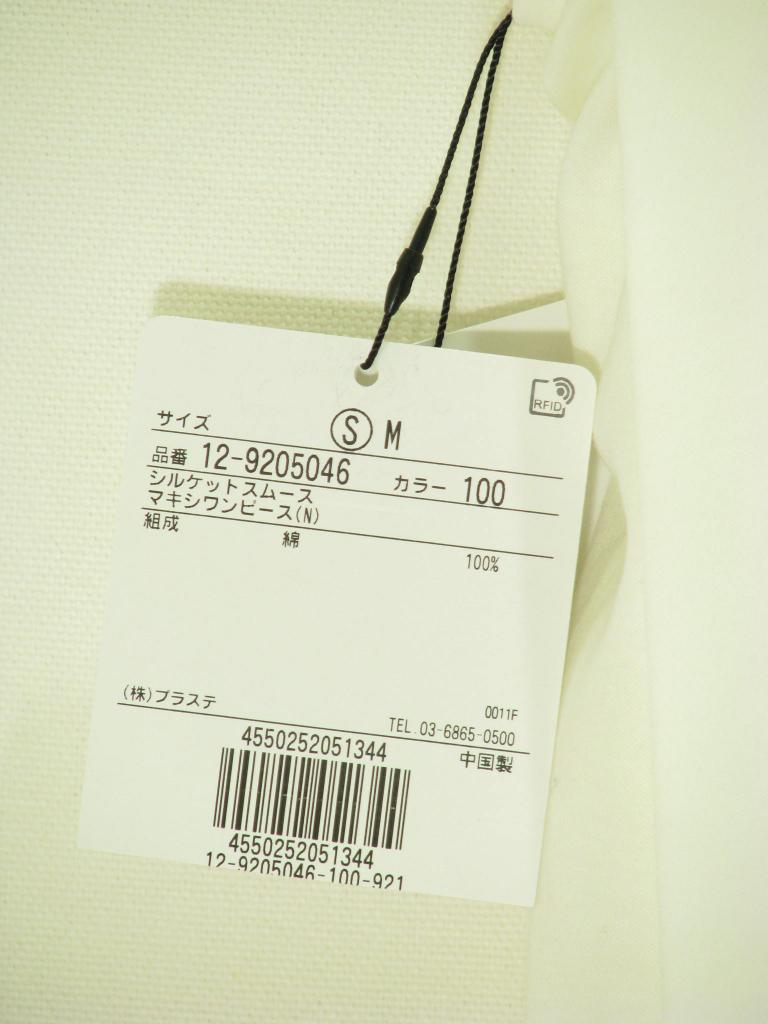 RFID
サイズ Ⓢ M
品番 12-9205046 カラー 100
シルケットスムース
マキシワンピース(N)
組成 綿 100%
(株)プラステ 0011F
TEL.03-6865-0500
4550252051344 中国製
4550252051344
12-9205046-100-921